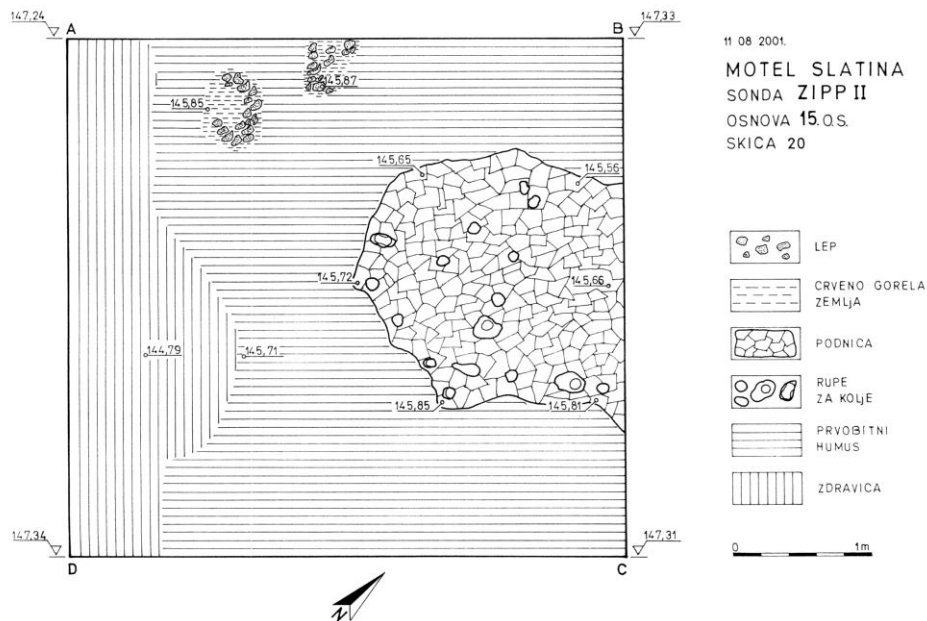 147,24
A
B
147,33
11 08 2001.
MOTEL SLATINA
SONDA ZIPP II
OSNOVA 15.O.S.
SKICA 20
145,87
145,85
145,65
145,56
145,72
145,66
144,79
145,71
145,85
145,81
LEP
CRVENO GORELA
ZEMLJA
PODNICA
RUPE
ZA KOLJE
PRVOBITNI
HUMUS
ZDRAVICA
0 1m
147,34
D
C
147,31
N